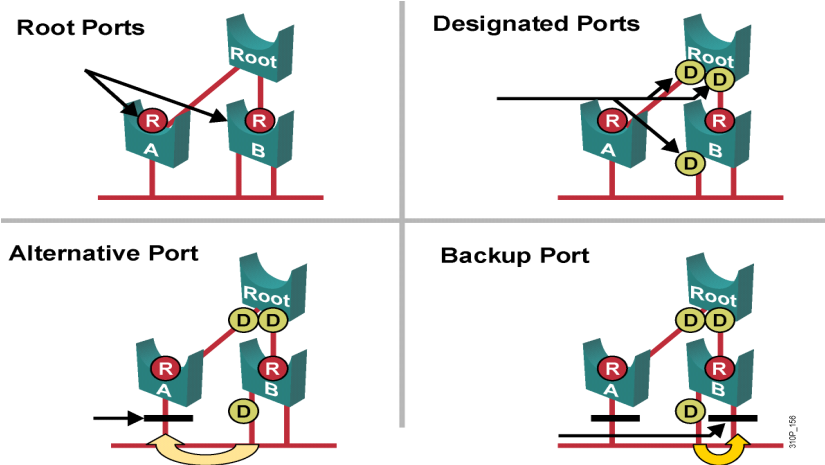 Root Ports
Root
R
R
A
B
Designated Ports
Root
D
D
R
R
A
B
D
Alternative Port
Root
D
D
R
R
A
B
D
Backup Port
Root
D
D
R
R
A
B
D
310P_156